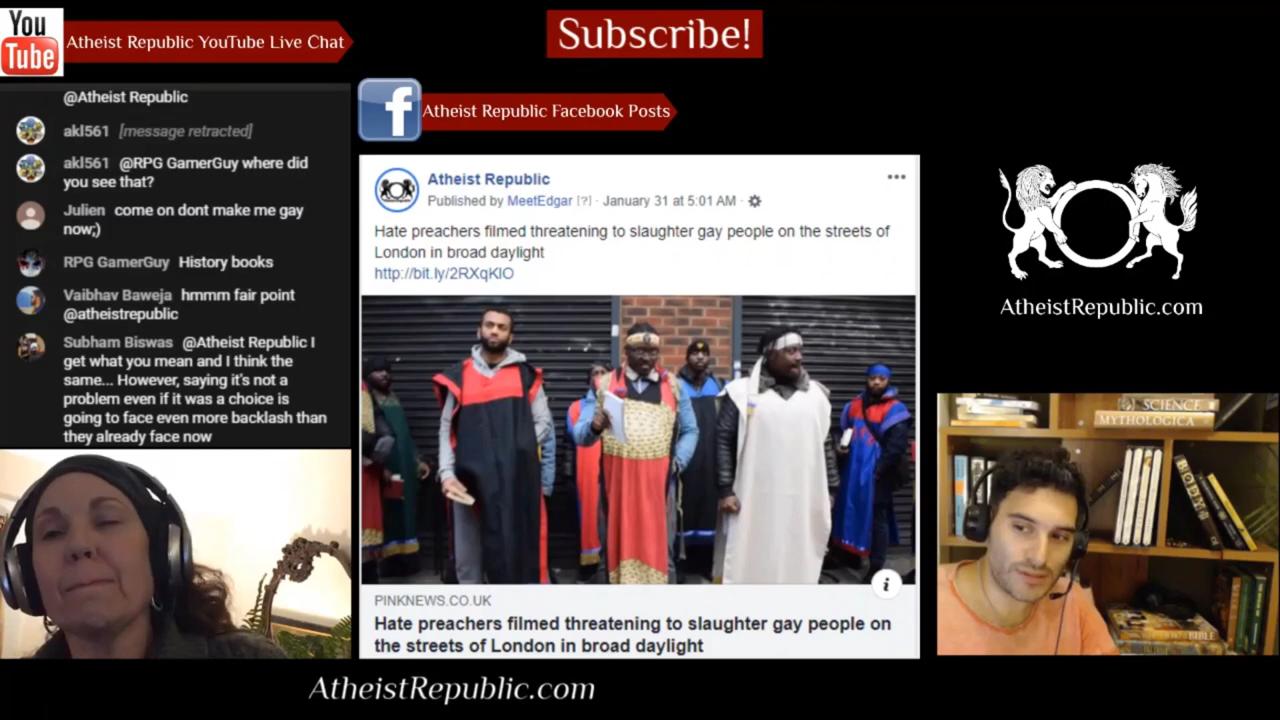 You
Tube
Atheist Republic YouTube Live Chat
Subscribe!
@Atheist Republic
akl561 [message retracted]
akl561 @RPG GamerGuy where did
you see that?
Julien come on dont make me gay
now;)
RPG GamerGuy History books
Vaibhav Baweja hmmm fair point
@atheistrepublic
Subham Biswas @Atheist Republic I
get what you mean and I think the
same... However, saying it's not a
problem even if it was a choice is
going to face even more backlash than
they already face now
f
Atheist Republic Facebook Posts
Atheist Republic
Published by MeetEdgar [?] · January 31 at 5:01 AM ·
Hate preachers filmed threatening to slaughter gay people on the streets of
London in broad daylight
http://bit.ly/2RXqKlO
i
PINKNEWS.CO.UK
Hate preachers filmed threatening to slaughter gay people on
the streets of London in broad daylight
AtheistRepublic.com
SCIENCE
MYTHOLOGICA
BODY
BIBLE
AtheistRepublic.com